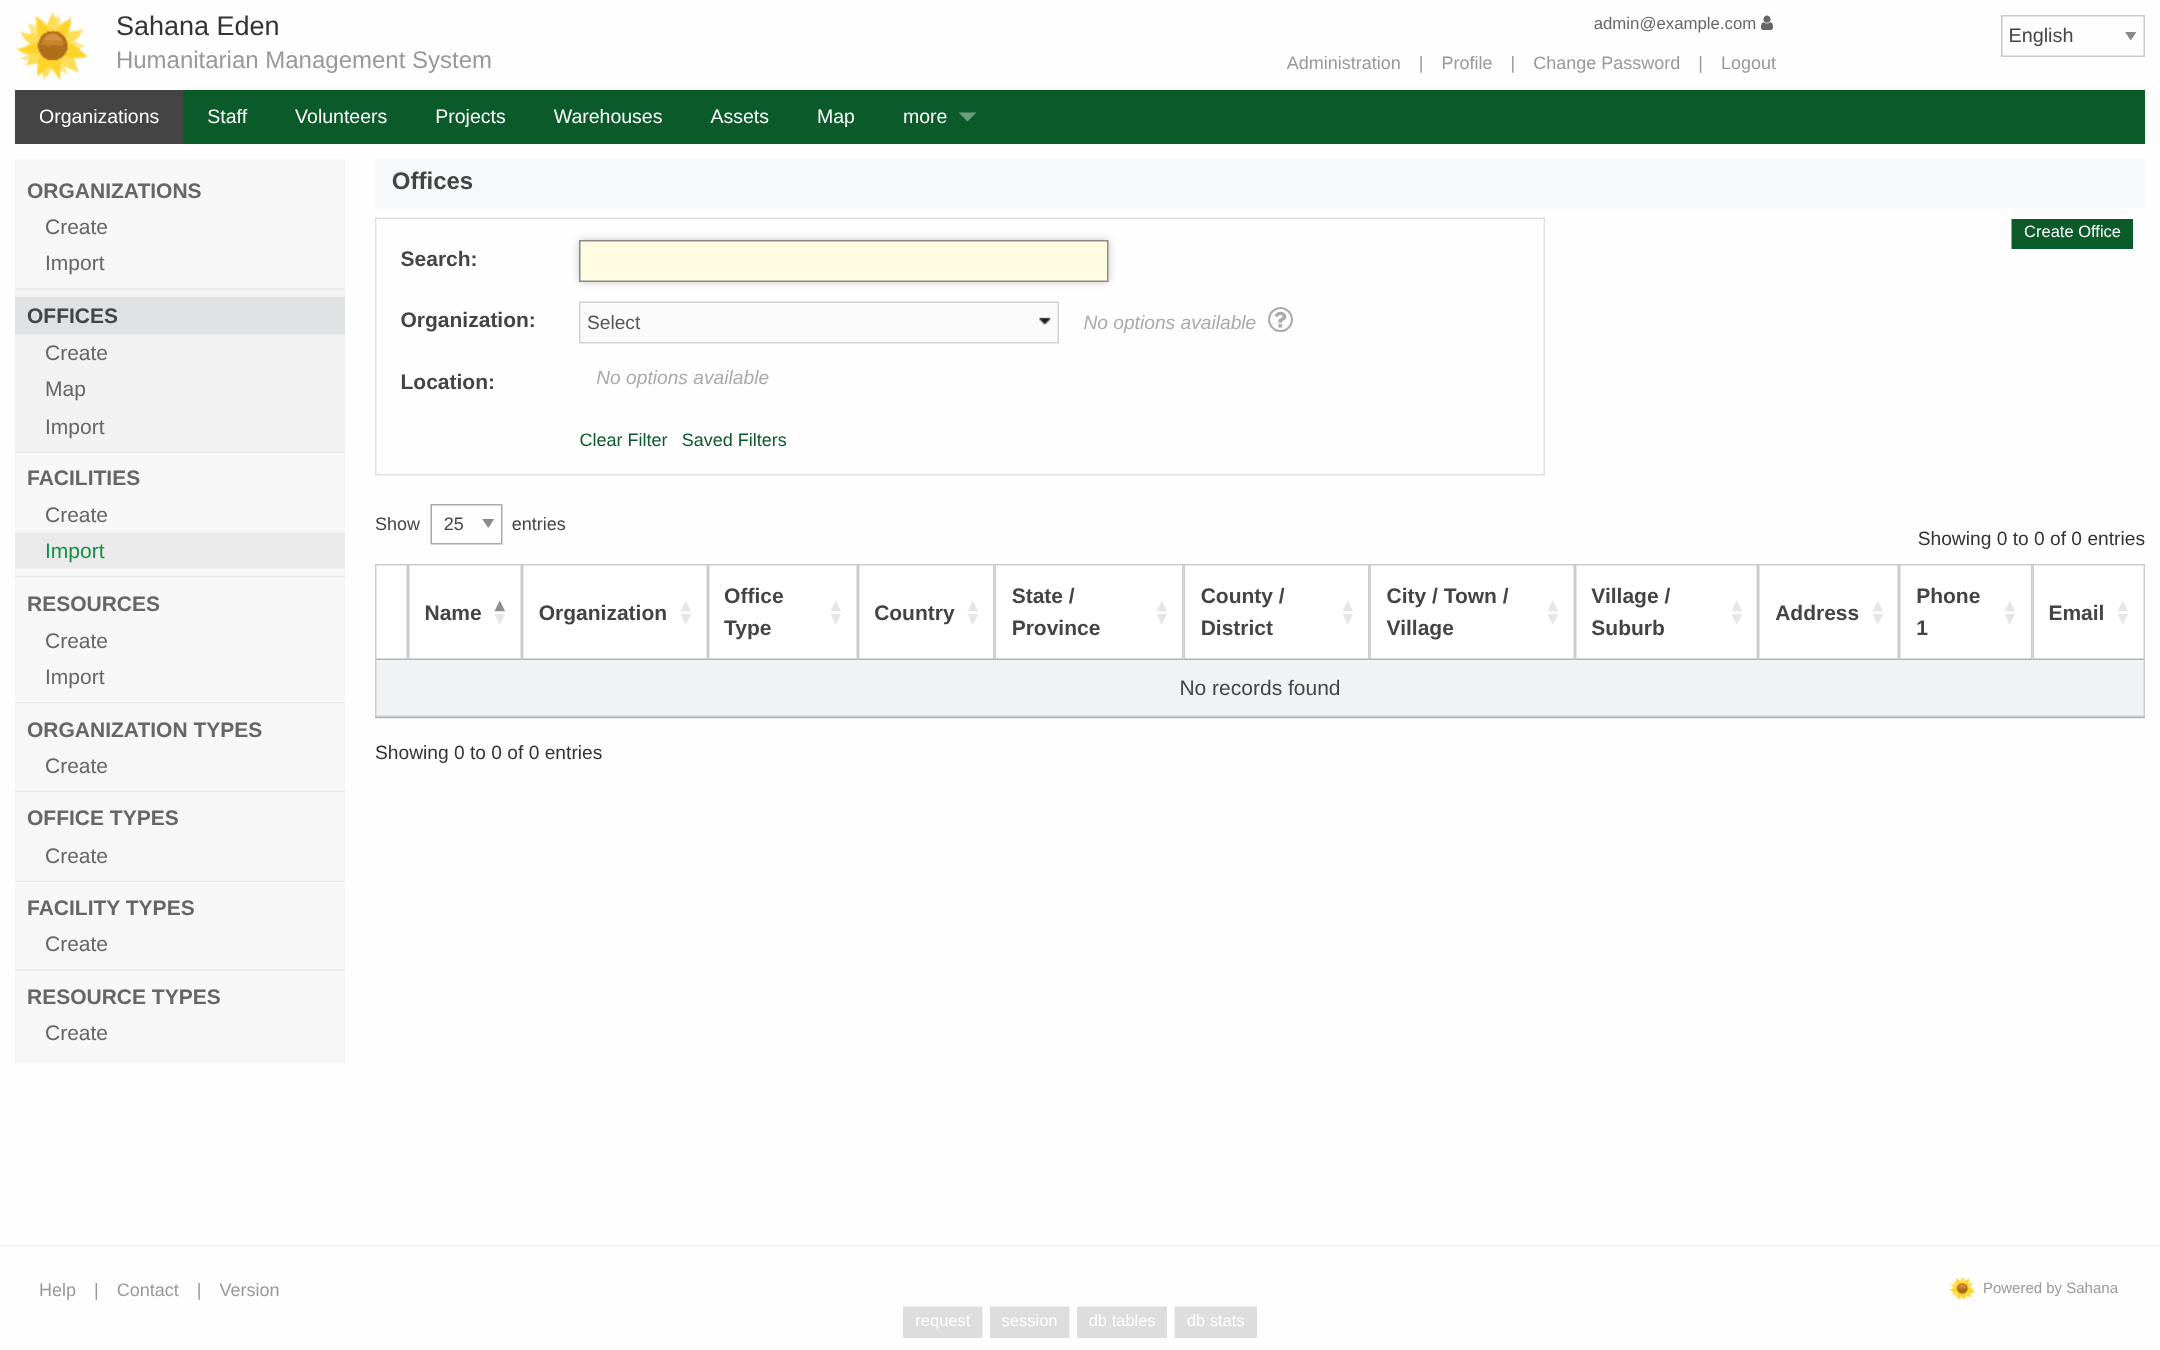 Sahana Eden
Humanitarian Management System
admin@example.com
Administration | Profile | Change Password | Logout
English
Organizations Staff Volunteers Projects Warehouses Assets Map more
ORGANIZATIONS
Create
Import
OFFICES
Create
Map
Import
FACILITIES
Create
Import
RESOURCES
Create
Import
ORGANIZATION TYPES
Create
OFFICE TYPES
Create
FACILITY TYPES
Create
RESOURCE TYPES
Create
Offices
Create Office
Search:
Organization: Select No options available ?
Location: No options available
Clear Filter Saved Filters
Show 25 entries
Showing 0 to 0 of 0 entries
Name Organization Office Type Country State / Province County / District City / Town / Village Village / Suburb Address Phone 1 Email
No records found
Showing 0 to 0 of 0 entries
Help | Contact | Version
Powered by Sahana
request session db tables db stats